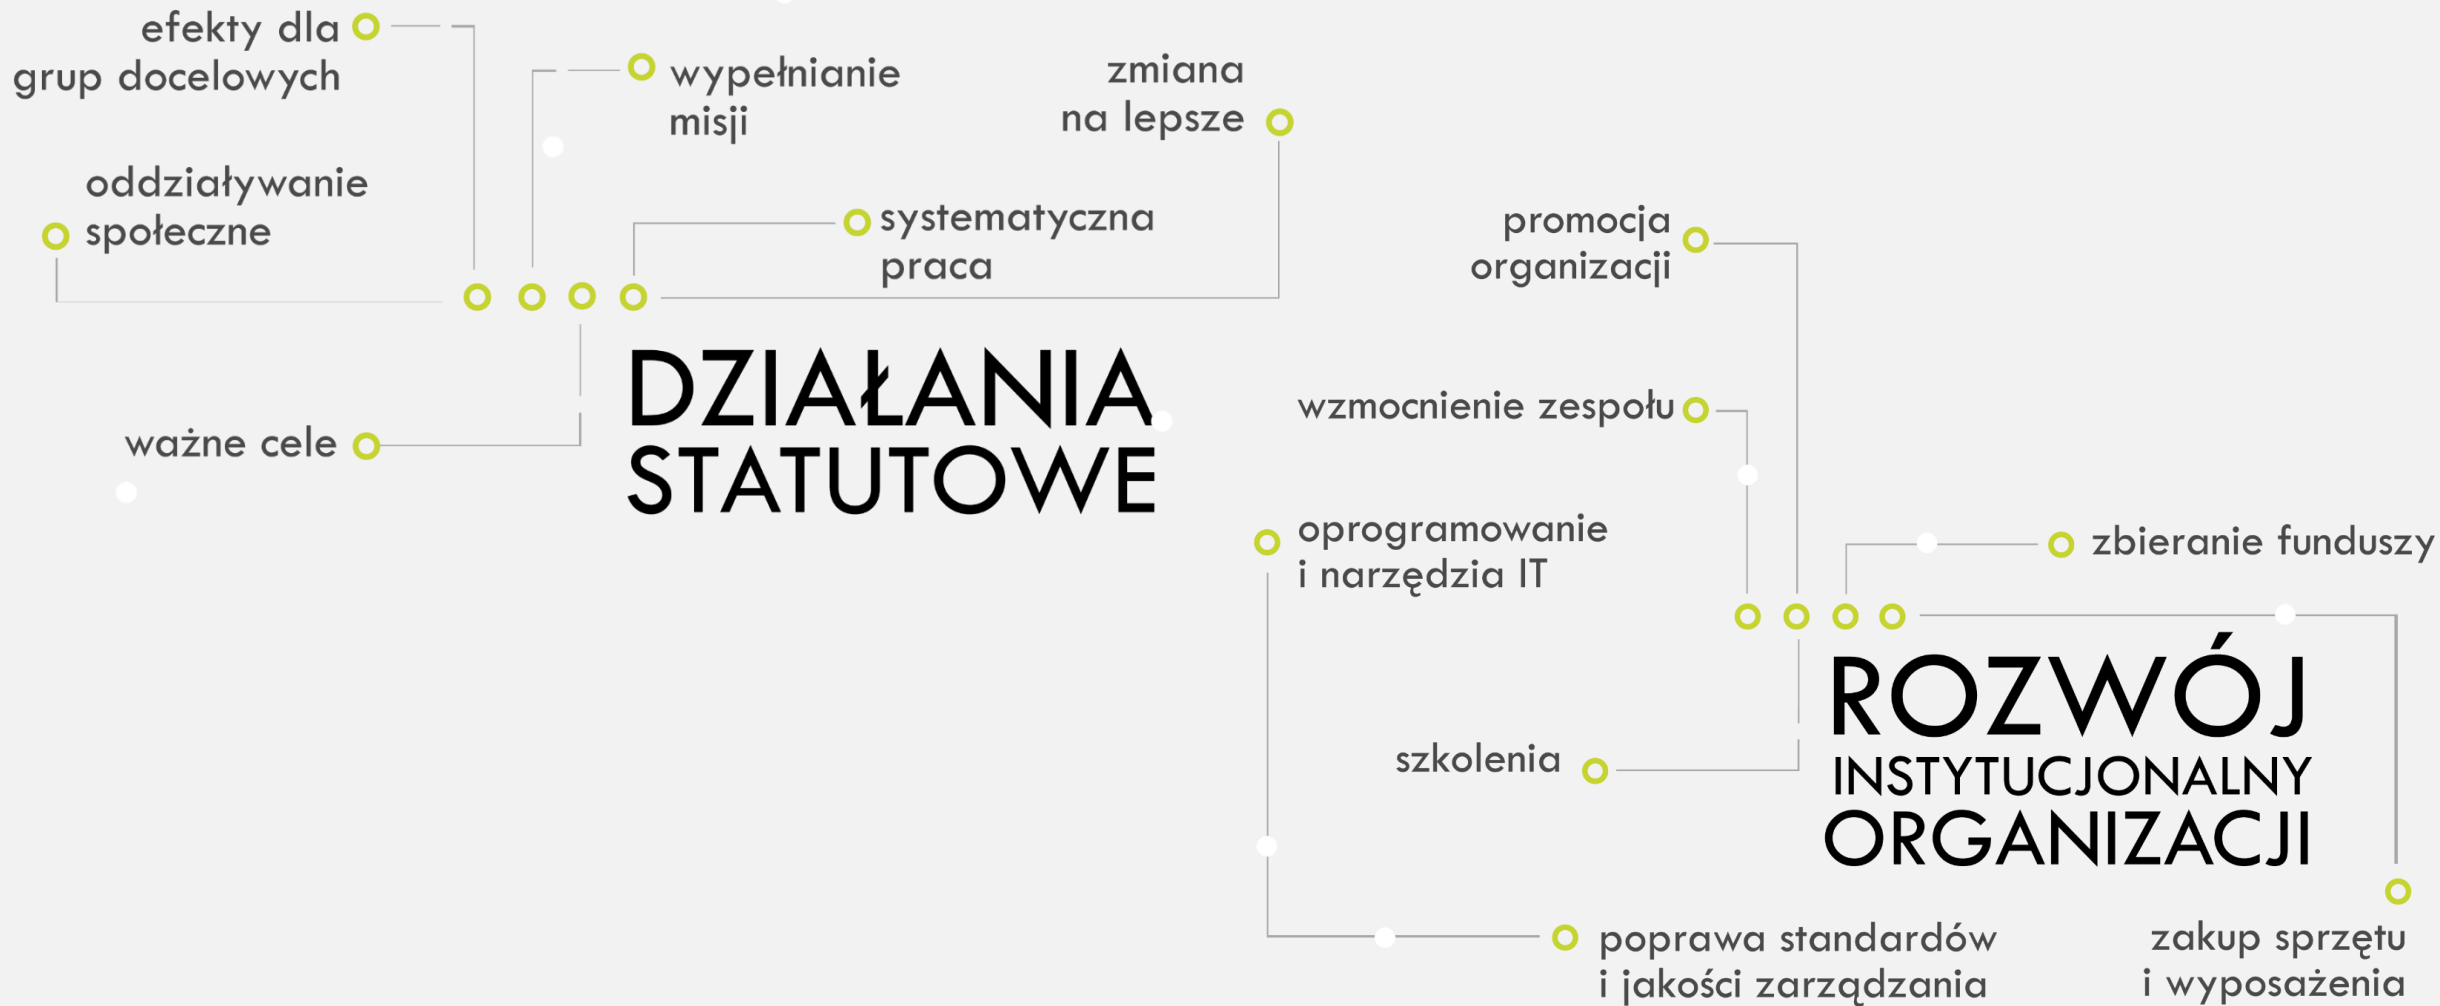 efekty dla
grup docelowych
wypełnianie
misji
zmiana
na lepsze
oddziaływanie
społeczne
systematyczna
praca
ważne cele
DZIAŁANIA
STATUTOWE
promocja
organizacji
wzmocnienie zespołu
oprogramowanie
i narzędzia IT
zbieranie funduszy
szkolenia
ROZWÓJ
INSTYTUCJONALNY
ORGANIZACJI
poprawa standardów
i jakości zarządzania
zakup sprzętu
i wyposażenia